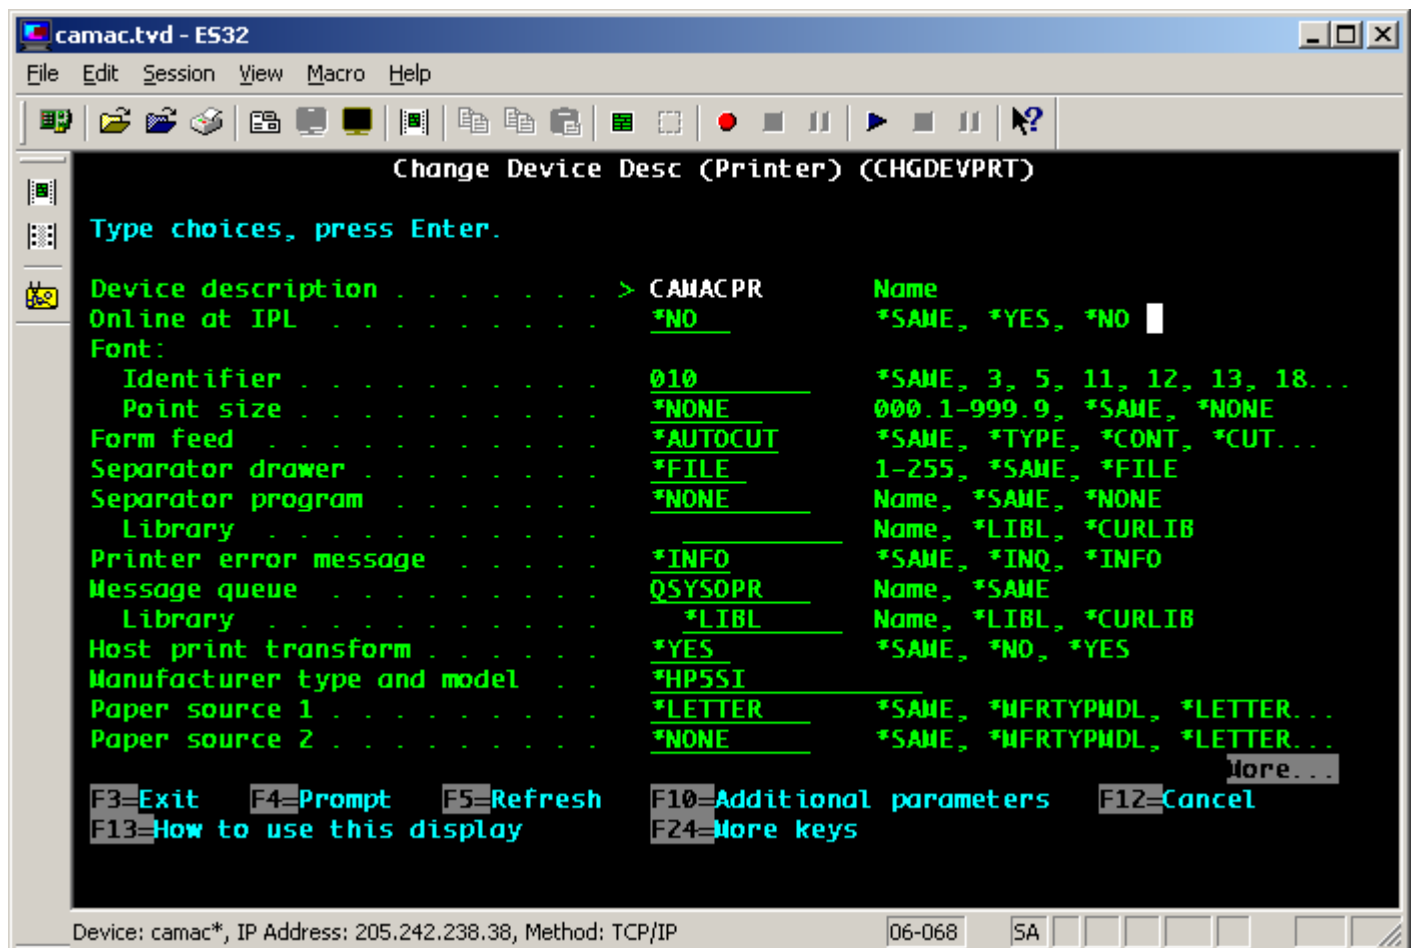 camac.tvd - ES32
File Edit Session View Macro Help
Change Device Desc (Printer) (CHGDEVPRT)
Type choices, press Enter.
Device description . . . . . . . > CAMACPR Name
Online at IPL . . . . . . . . . . *NO *SAME, *YES, *NO
Font:
Identifier . . . . . . . . . . 010 *SAME, 3, 5, 11, 12, 13, 18...
Point size . . . . . . . . . . *NONE 000.1-999.9, *SAME, *NONE
Form feed . . . . . . . . . . . *AUTOCUT *SAME, *TYPE, *CONT, *CUT...
Separator drawer . . . . . . . . *FILE 1-255, *SAME, *FILE
Separator program . . . . . . . *NONE Name, *SAME, *NONE
Library . . . . . . . . . . . Name, *LIBL, *CURLIB
Printer error message . . . . . *INFO *SAME, *INQ, *INFO
Message queue . . . . . . . . . QSYSOPR Name, *SAME
Library . . . . . . . . . . . *LIBL Name, *LIBL, *CURLIB
Host print transform . . . . . . *YES *SAME, *NO, *YES
Manufacturer type and model . . *HP5SI
Paper source 1 . . . . . . . . . *LETTER *SAME, *MFRTYPMDL, *LETTER...
Paper source 2 . . . . . . . . . *NONE *SAME, *MFRTYPMDL, *LETTER...
More...
F3=Exit F4=Prompt F5=Refresh F10=Additional parameters F12=Cancel
F13=How to use this display F24=More keys
Device: camac*, IP Address: 205.242.238.38, Method: TCP/IP 06-068 SA